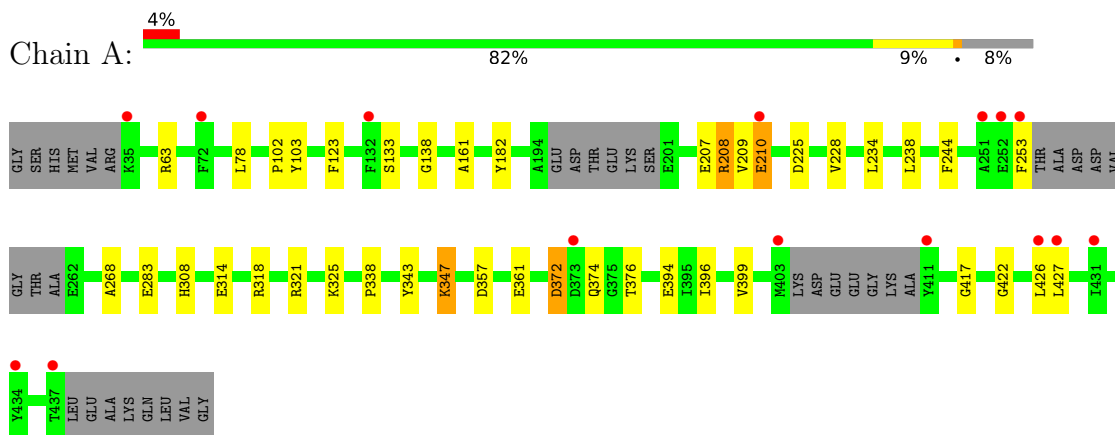 4%
Chain A:
82% 9% • 8%
GLY SER HIS MET VAL ARG K35 R63 F72 L78 P102 Y103 F123 F132 S133 G138 A161 Y182 A194 GLU ASP THR GLU LYS SER E201 E207 R208 V209 E210 D225 V228 L234 L238 F244 A251 E252 F253 THR ALA ASP ASP VAL
GLY THR ALA E262 A268 E283 H308 E314 R318 R321 K325 P338 Y343 K347 D357 E361 D372 D373 Q374 G375 T376 E394 I395 I396 V399 M403 LYS ASP GLU GLU GLY LYS ALA Y411 G417 G422 L426 L427 I431
Y434 T437 LEU GLU ALA LYS GLN LEU VAL GLY